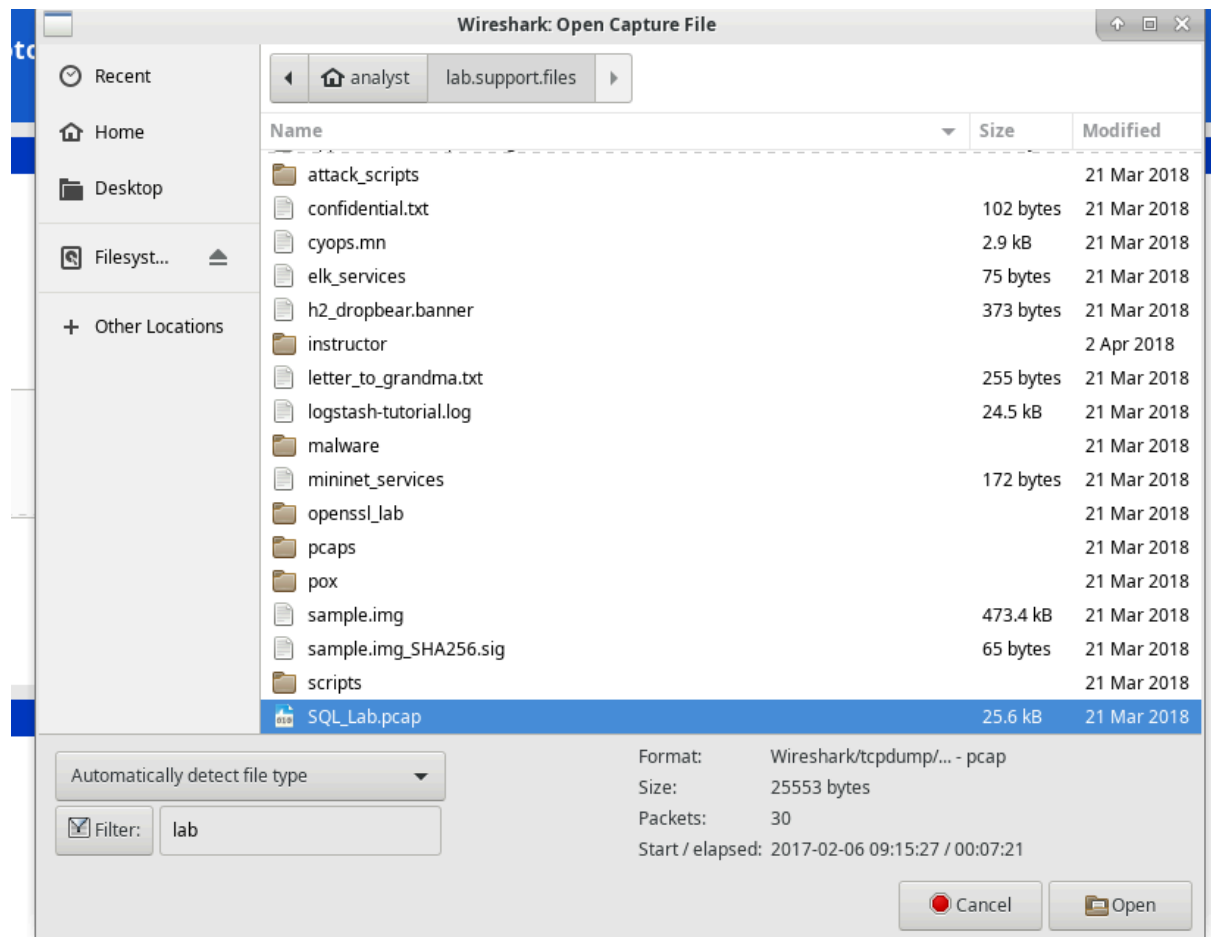 Wireshark: Open Capture File
Recent
Home
Desktop
Filesyst...
Other Locations
analyst lab.support.files
Name Size Modified
attack_scripts 21 Mar 2018
confidential.txt 102 bytes 21 Mar 2018
cyops.mn 2.9 kB 21 Mar 2018
elk_services 75 bytes 21 Mar 2018
h2_dropbear.banner 373 bytes 21 Mar 2018
instructor 2 Apr 2018
letter_to_grandma.txt 255 bytes 21 Mar 2018
logstash-tutorial.log 24.5 kB 21 Mar 2018
malware 21 Mar 2018
mininet_services 172 bytes 21 Mar 2018
openssl_lab 21 Mar 2018
pcaps 21 Mar 2018
pox 21 Mar 2018
sample.img 473.4 kB 21 Mar 2018
sample.img_SHA256.sig 65 bytes 21 Mar 2018
scripts 21 Mar 2018
SQL_Lab.pcap 25.6 kB 21 Mar 2018
Automatically detect file type
Filter: lab
Format: Wireshark/tcpdump/... - pcap
Size: 25553 bytes
Packets: 30
Start / elapsed: 2017-02-06 09:15:27 / 00:07:21
Cancel Open